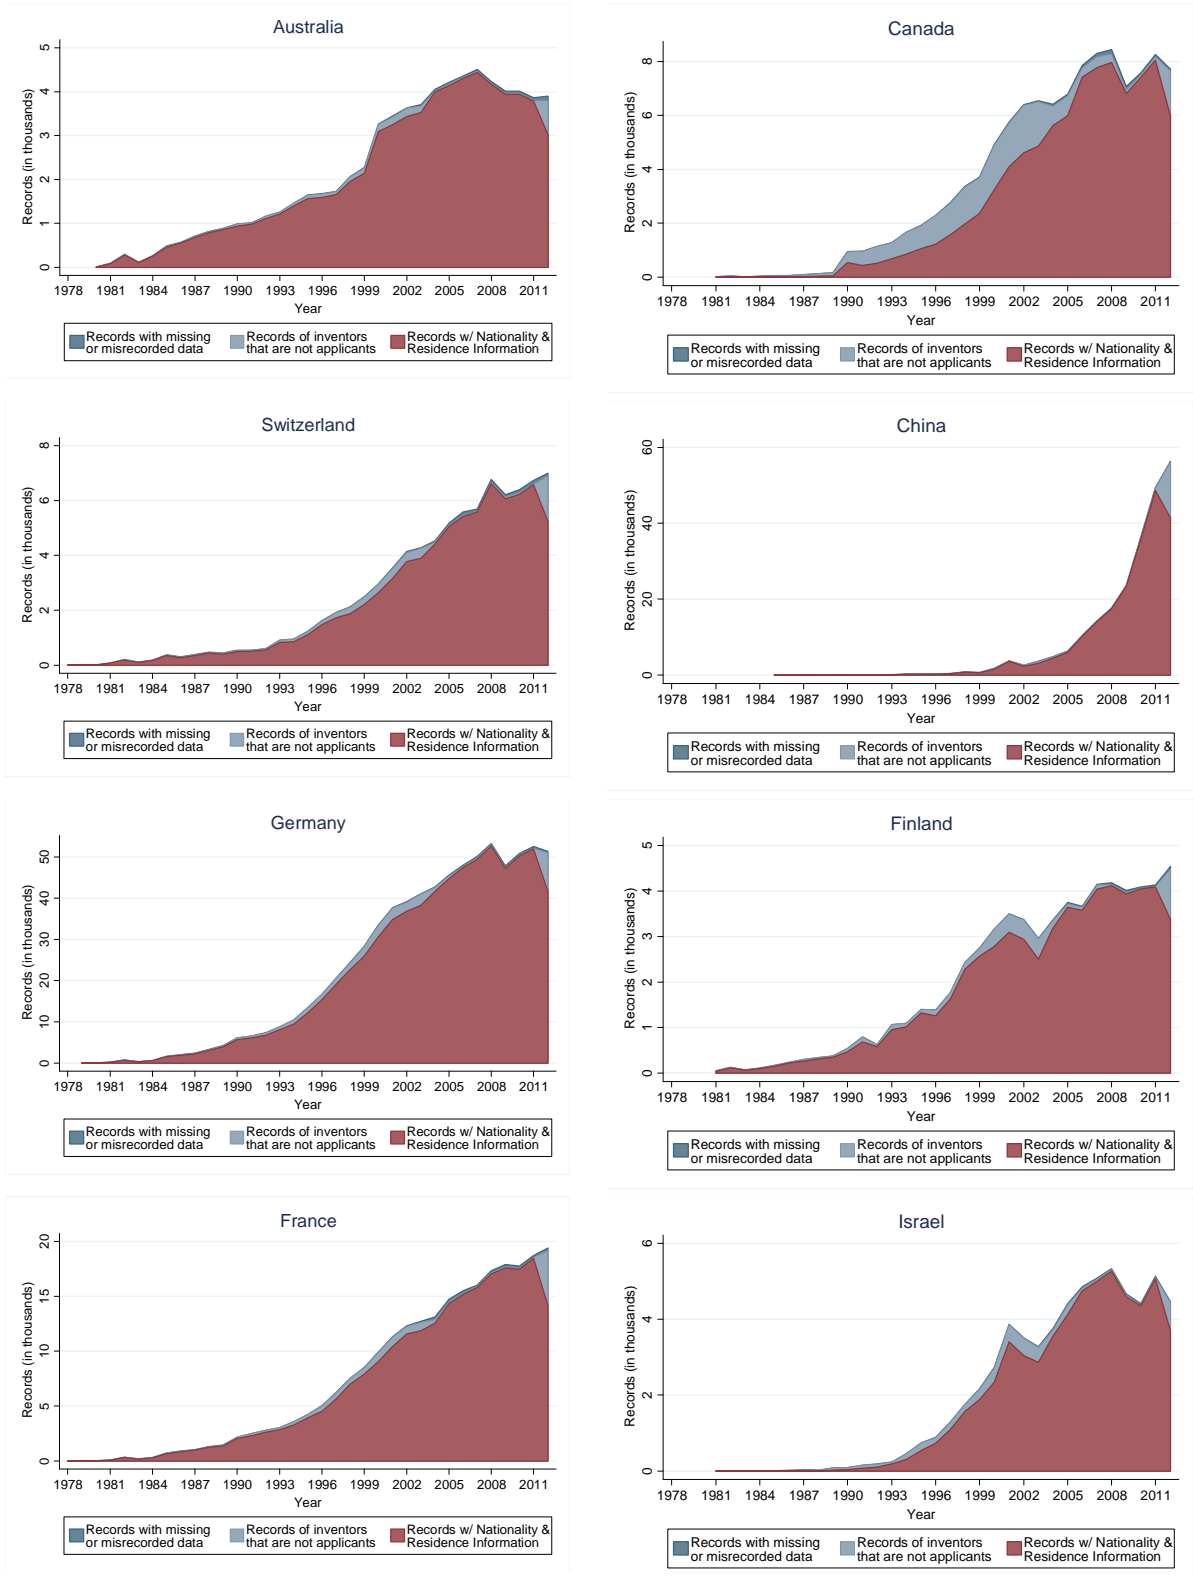 Australia
Records (in thousands)
5
4
3
2
1
0
1978 1981 1984 1987 1990 1993 1996 1999 2002 2005 2008 2011
Year
Records with missing
or misrecorded data
Records of inventors
that are not applicants
Records w/ Nationality &
Residence Information
Canada
Records (in thousands)
8
6
4
2
0
1978 1981 1984 1987 1990 1993 1996 1999 2002 2005 2008 2011
Year
Records with missing
or misrecorded data
Records of inventors
that are not applicants
Records w/ Nationality &
Residence Information
Switzerland
Records (in thousands)
8
6
4
2
0
1978 1981 1984 1987 1990 1993 1996 1999 2002 2005 2008 2011
Year
Records with missing
or misrecorded data
Records of inventors
that are not applicants
Records w/ Nationality &
Residence Information
China
Records (in thousands)
60
40
20
0
1978 1981 1984 1987 1990 1993 1996 1999 2002 2005 2008 2011
Year
Records with missing
or misrecorded data
Records of inventors
that are not applicants
Records w/ Nationality &
Residence Information
Germany
Records (in thousands)
50
40
30
20
10
0
1978 1981 1984 1987 1990 1993 1996 1999 2002 2005 2008 2011
Year
Records with missing
or misrecorded data
Records of inventors
that are not applicants
Records w/ Nationality &
Residence Information
Finland
Records (in thousands)
5
4
3
2
1
0
1978 1981 1984 1987 1990 1993 1996 1999 2002 2005 2008 2011
Year
Records with missing
or misrecorded data
Records of inventors
that are not applicants
Records w/ Nationality &
Residence Information
France
Records (in thousands)
20
15
10
5
0
1978 1981 1984 1987 1990 1993 1996 1999 2002 2005 2008 2011
Year
Records with missing
or misrecorded data
Records of inventors
that are not applicants
Records w/ Nationality &
Residence Information
Israel
Records (in thousands)
6
4
2
0
1978 1981 1984 1987 1990 1993 1996 1999 2002 2005 2008 2011
Year
Records with missing
or misrecorded data
Records of inventors
that are not applicants
Records w/ Nationality &
Residence Information